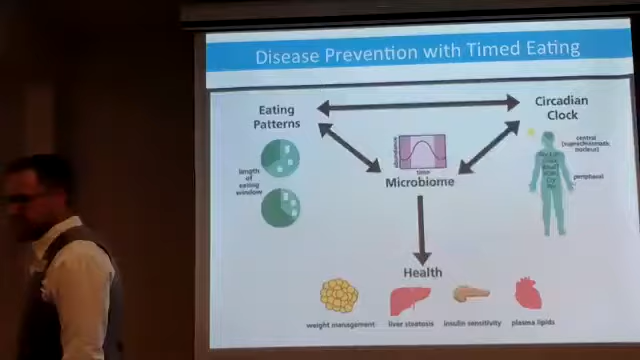 Disease Prevention with Timed Eating
Eating
Patterns
Circadian
Clock
central
(suprachiasmatic
nucleus)
length
of
eating
window
time
Microbiome
peripheral
Health
weight management
liver steatosis
insulin sensitivity
plasma lipids